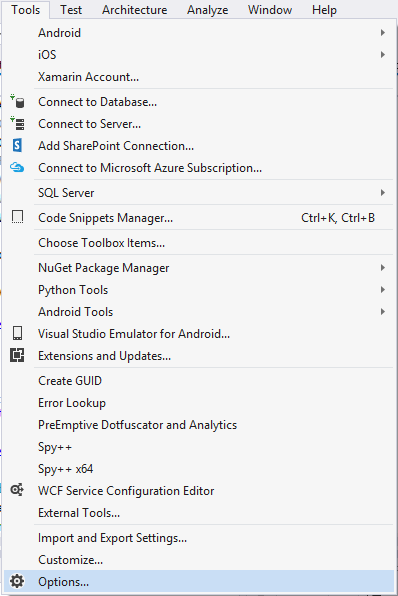 Tools Test Architecture Analyze Window Help
Android
iOS
Xamarin Account...
Connect to Database...
Connect to Server...
Add SharePoint Connection...
Connect to Microsoft Azure Subscription...
SQL Server
Code Snippets Manager... Ctrl+K, Ctrl+B
Choose Toolbox Items...
NuGet Package Manager
Python Tools
Android Tools
Visual Studio Emulator for Android...
Extensions and Updates...
Create GUID
Error Lookup
PreEmptive Dotfuscator and Analytics
Spy++
Spy++ x64
WCF Service Configuration Editor
External Tools...
Import and Export Settings...
Customize...
Options...